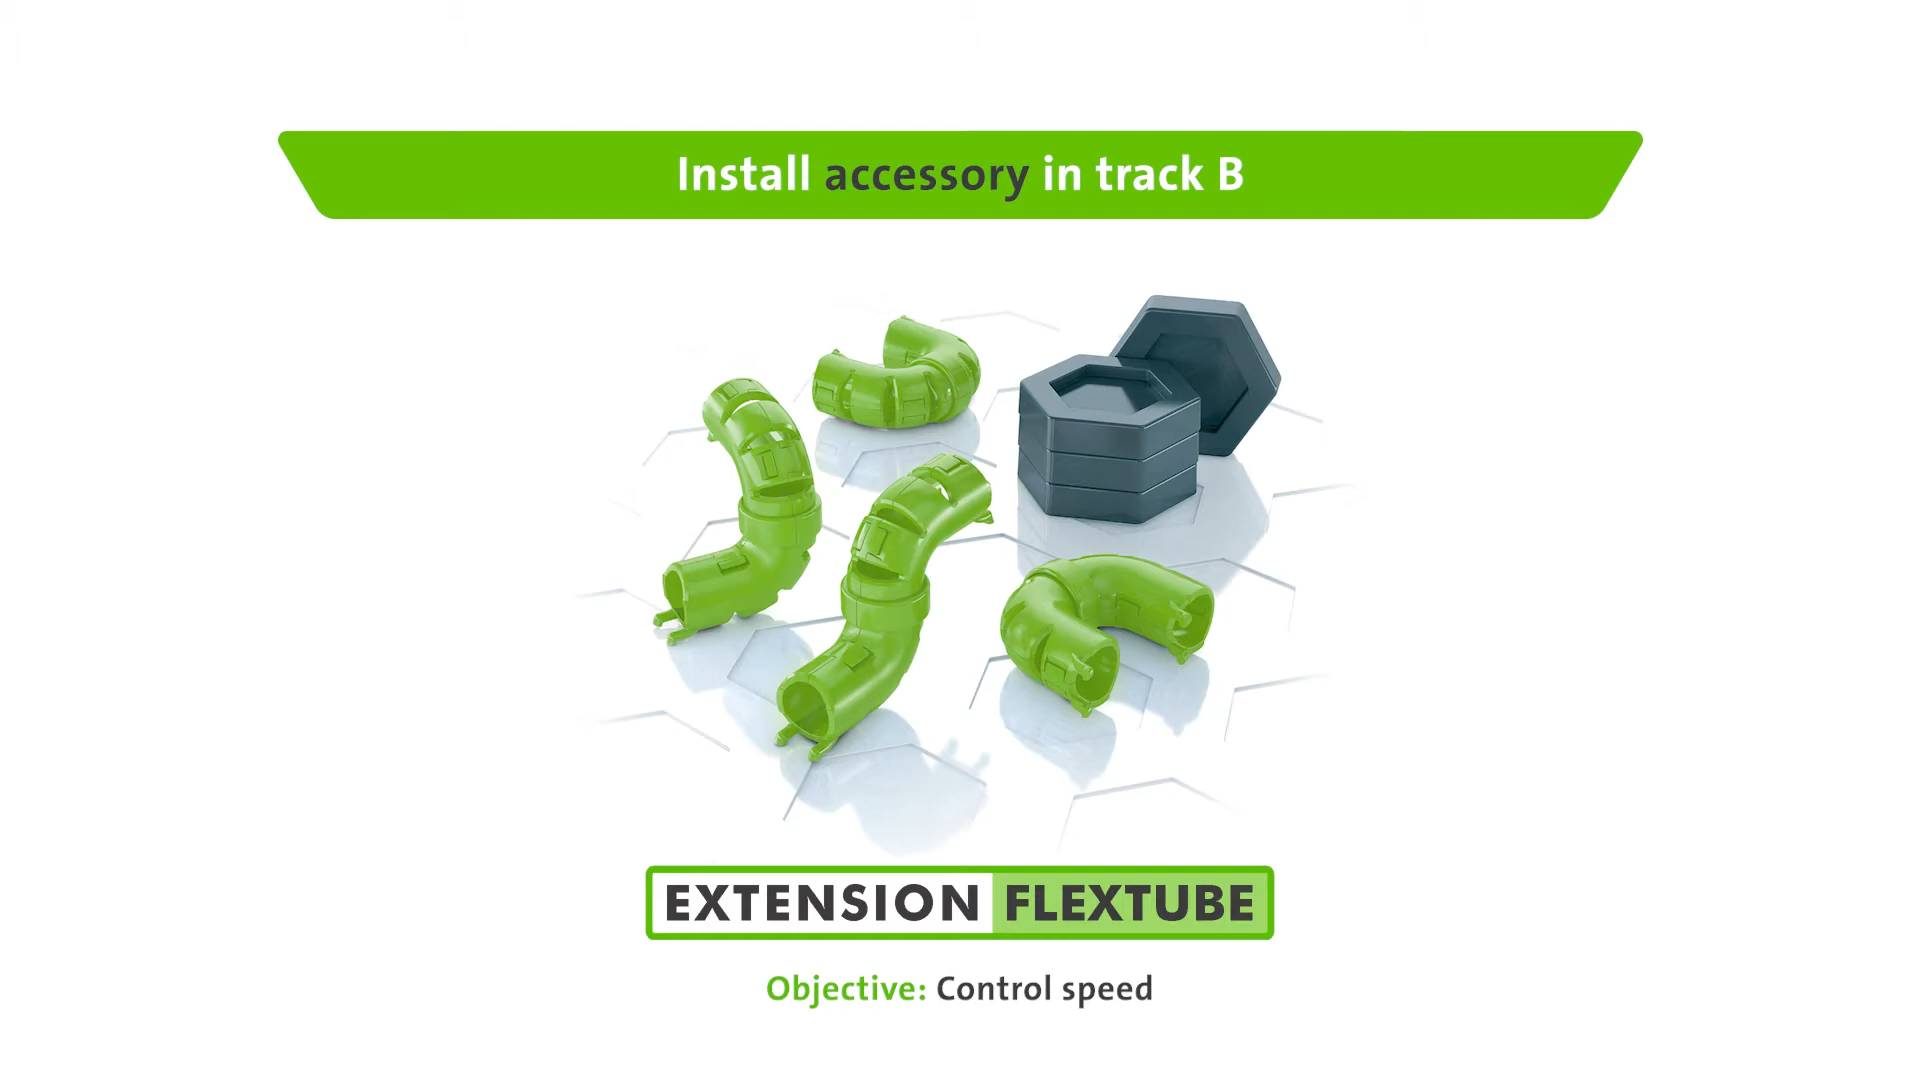 Install accessory in track B
EXTENSION FLEXTUBE
Objective: Control speed